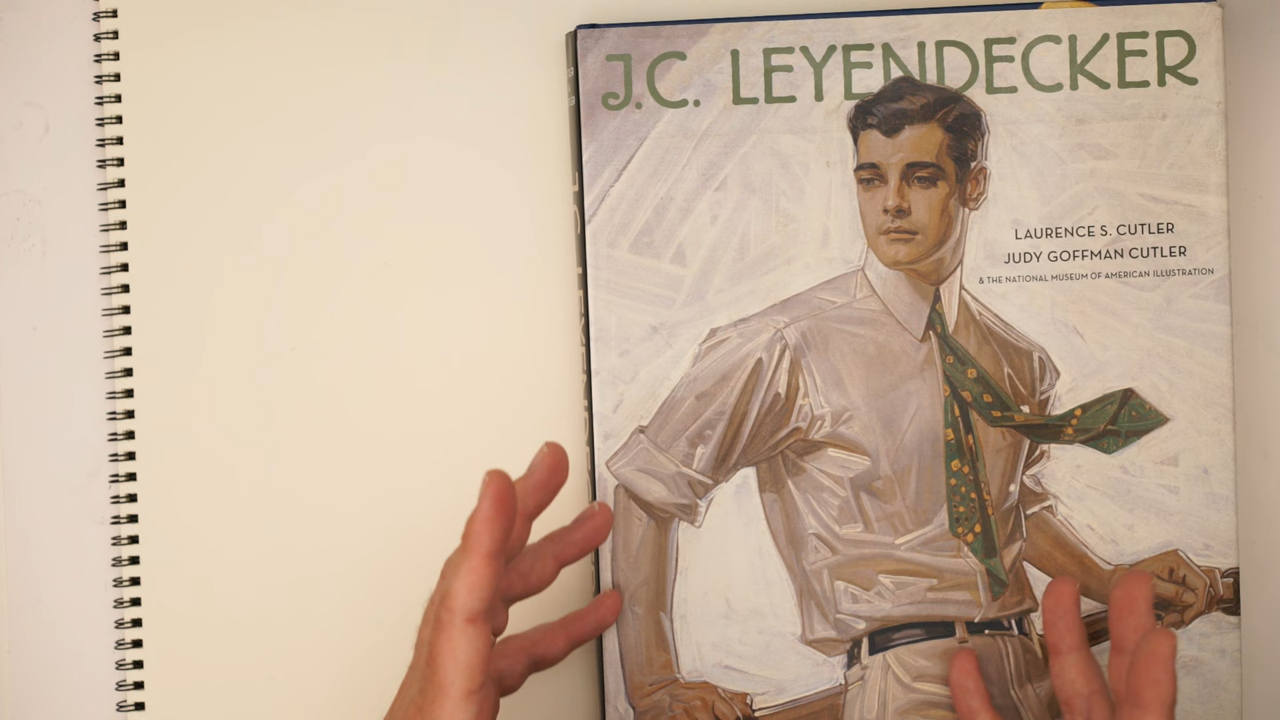 J.C. LEYENDECKER
LAURENCE S. CUTLER
JUDY GOFFMAN CUTLER
& THE NATIONAL MUSEUM OF AMERICAN ILLUSTRATION